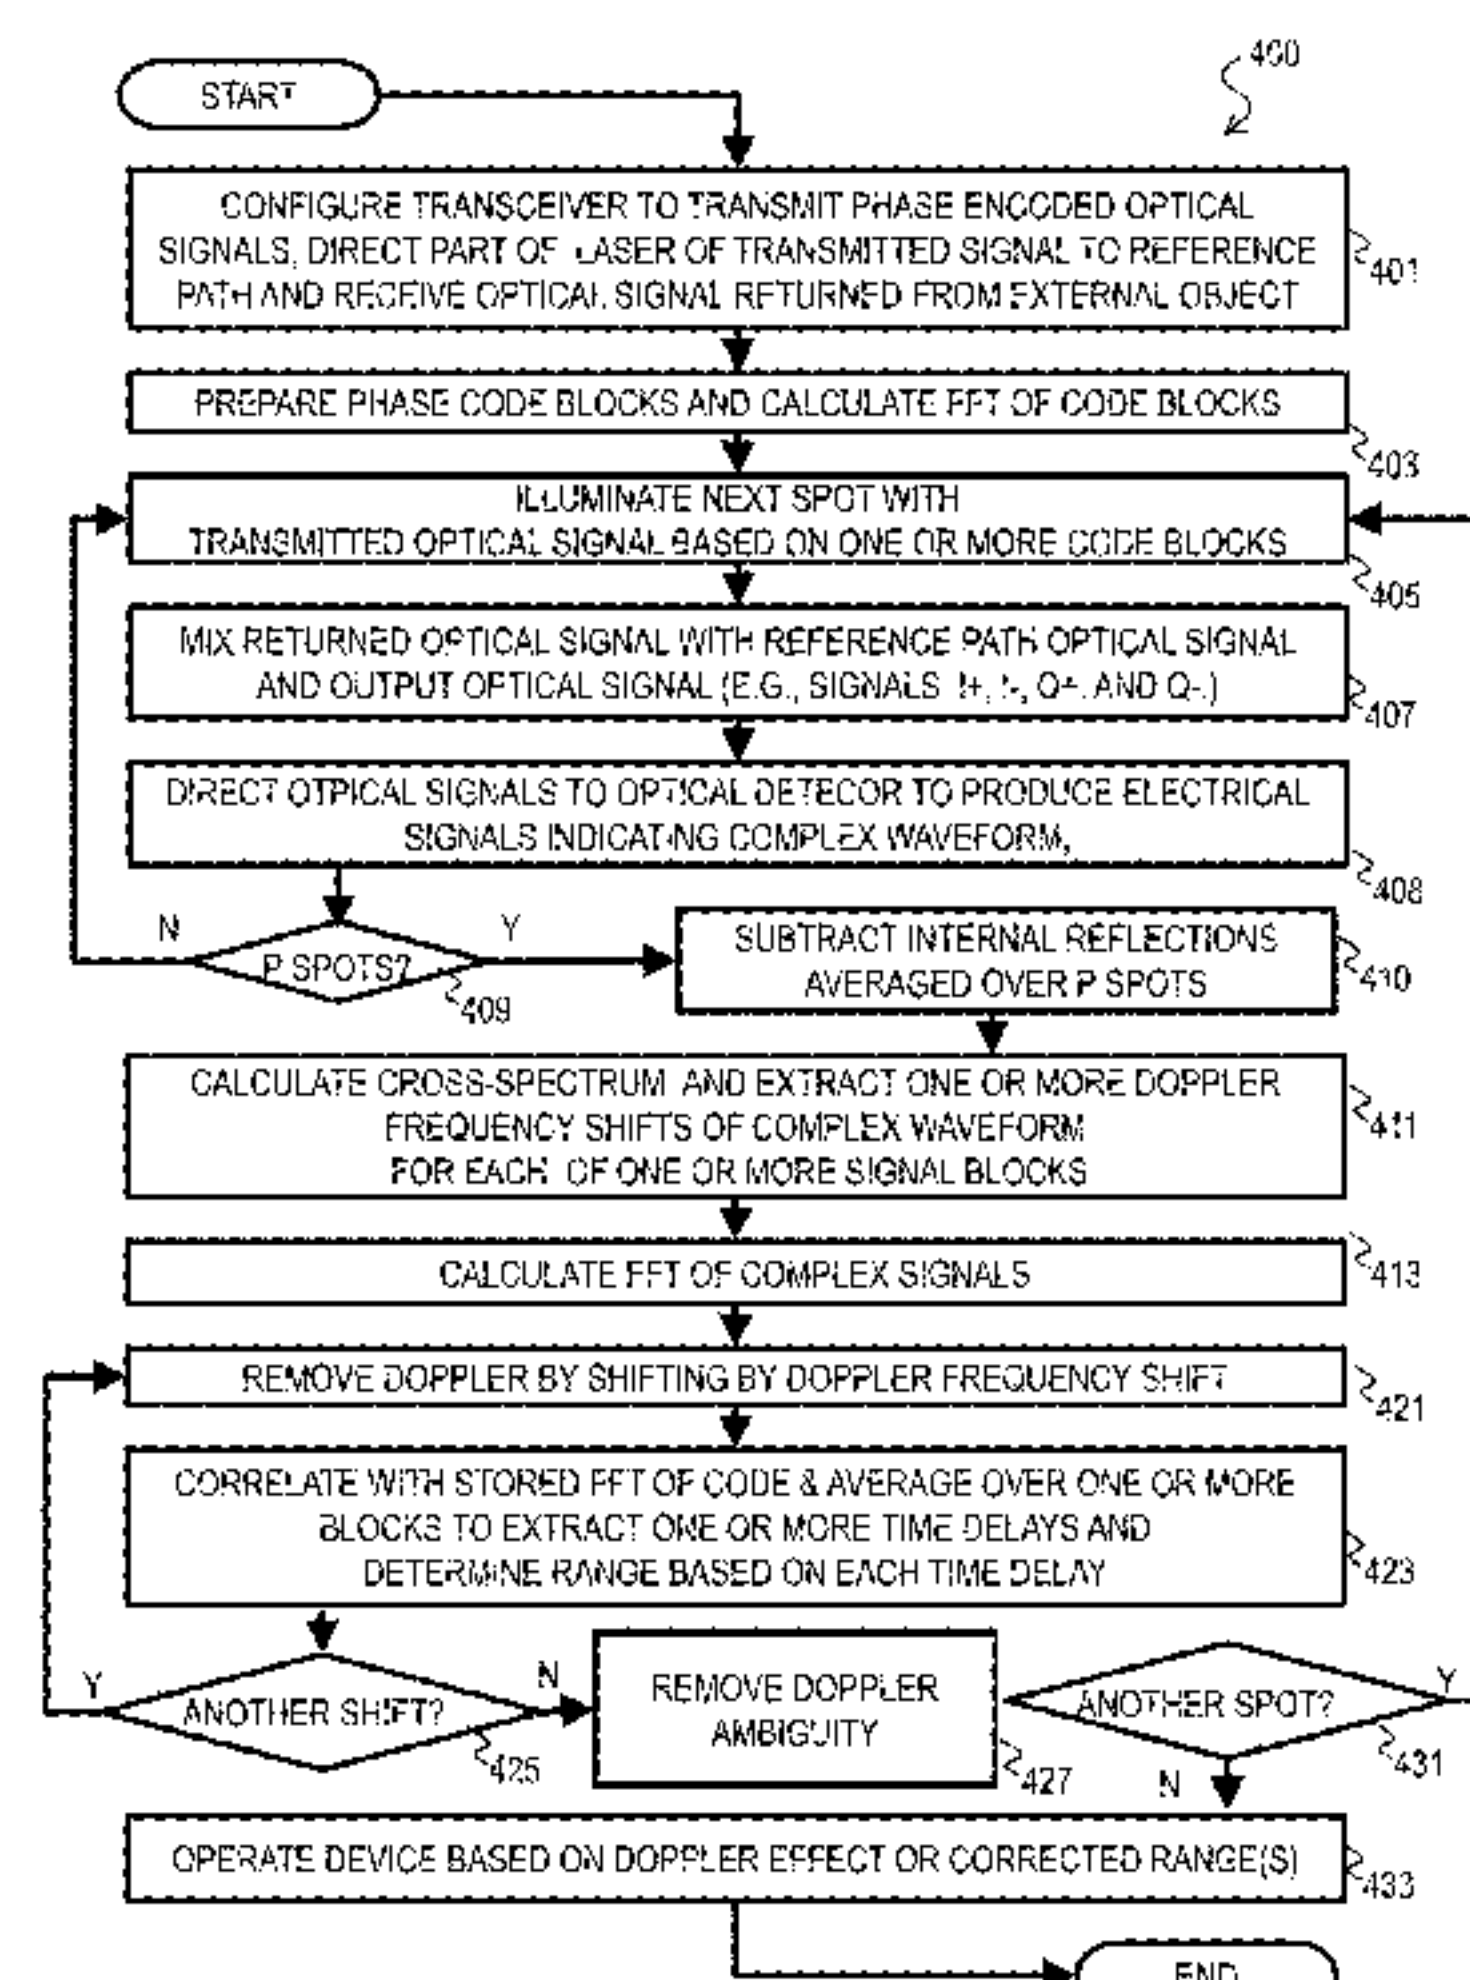 400
START
CONFIGURE TRANSCEIVER TO TRANSMIT PHASE ENCODED OPTICAL
SIGNALS, DIRECT PART OF LASER OF TRANSMITTED SIGNAL TO REFERENCE
PATH AND RECEIVE OPTICAL SIGNAL RETURNED FROM EXTERNAL OBJECT
401
PREPARE PHASE CODE BLOCKS AND CALCULATE FFT OF CODE BLOCKS
403
ILLUMINATE NEXT SPOT WITH
TRANSMITTED OPTICAL SIGNAL BASED ON ONE OR MORE CODE BLOCKS
405
MIX RETURNED OPTICAL SIGNAL WITH REFERENCE PATH OPTICAL SIGNAL
AND OUTPUT OPTICAL SIGNAL (E.G., SIGNALS I+, I-, Q+, AND Q-.)
407
DIRECT OTPICAL SIGNALS TO OPTICAL DETECOR TO PRODUCE ELECTRICAL
SIGNALS INDICATING COMPLEX WAVEFORM,
408
N
P SPOTS?
Y
409
SUBTRACT INTERNAL REFLECTIONS
AVERAGED OVER P SPOTS
410
CALCULATE CROSS-SPECTRUM AND EXTRACT ONE OR MORE DOPPLER
FREQUENCY SHIFTS OF COMPLEX WAVEFORM
FOR EACH OF ONE OR MORE SIGNAL BLOCKS
411
CALCULATE FFT OF COMPLEX SIGNALS
413
REMOVE DOPPLER BY SHIFTING BY DOPPLER FREQUENCY SHIFT
421
CORRELATE WITH STORED FFT OF CODE & AVERAGE OVER ONE OR MORE
BLOCKS TO EXTRACT ONE OR MORE TIME DELAYS AND
DETERMINE RANGE BASED ON EACH TIME DELAY
423
Y
ANOTHER SHIFT?
N
425
REMOVE DOPPLER
AMBIGUITY
427
ANOTHER SPOT?
Y
431
N
OPERATE DEVICE BASED ON DOPPLER EFFECT OR CORRECTED RANGE(S)
433
END